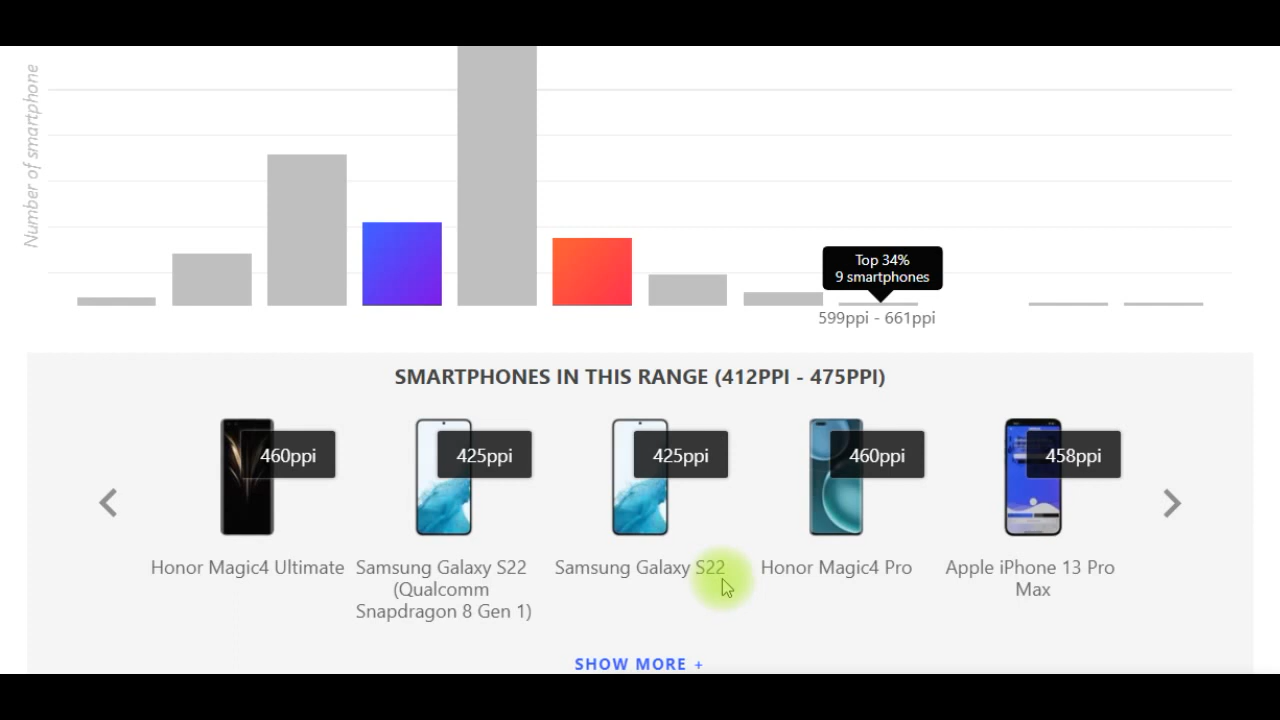 Number of smartphone
Top 34%
9 smartphones
599ppi - 661ppi
SMARTPHONES IN THIS RANGE (412PPI - 475PPI)
460ppi
425ppi
425ppi
460ppi
458ppi
Honor Magic4 Ultimate
Samsung Galaxy S22
(Qualcomm
Snapdragon 8 Gen 1)
Samsung Galaxy S22
Honor Magic4 Pro
Apple iPhone 13 Pro
Max
SHOW MORE +